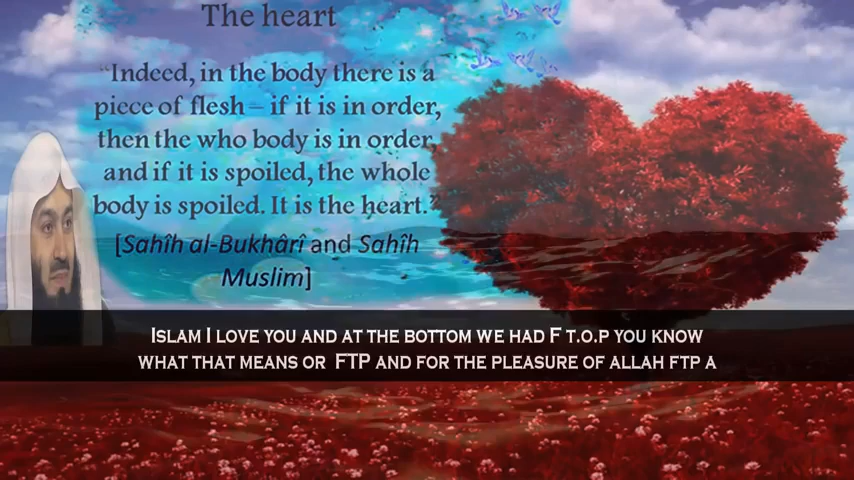 The heart
"Indeed, in the body there is a
piece of flesh – if it is in order,
then the who body is in order,
and if it is spoiled, the whole
body is spoiled. It is the heart."
[Sahîh al-Bukhârî and Sahîh
Muslim]
Islam I love you and at the bottom we had F t.o.p you know
what that means or FTP and for the pleasure of Allah ftp a